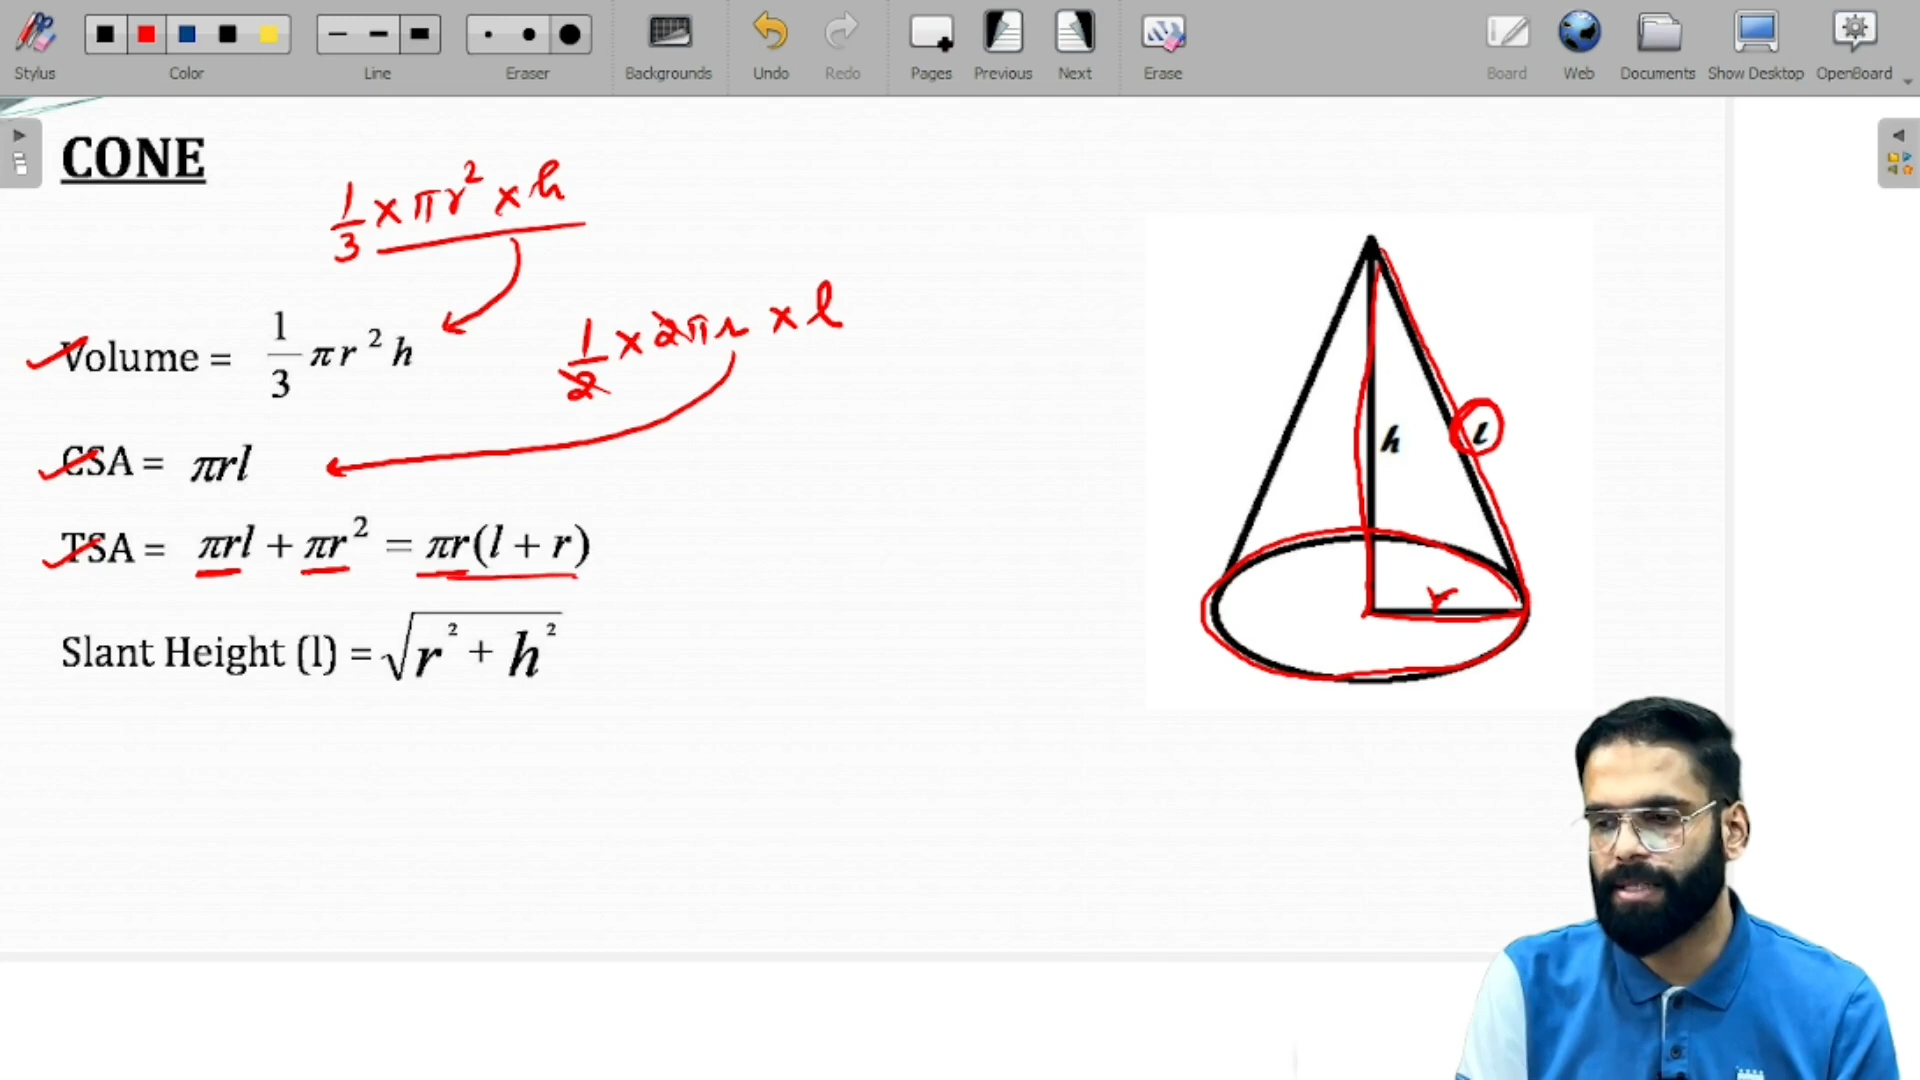 Stylus
Color
Line
Eraser
Backgrounds
Undo
Redo
Pages
Previous
Next
Erase
Board
Web
Documents
Show Desktop
OpenBoard
CONE
1/3 × πr² × h
Volume = 1/3 πr²h
1/2 × 2πr × l
CSA = πrl
TSA = πrl + πr² = πr(l + r)
Slant Height (l) = √(r² + h²)
h
l
r